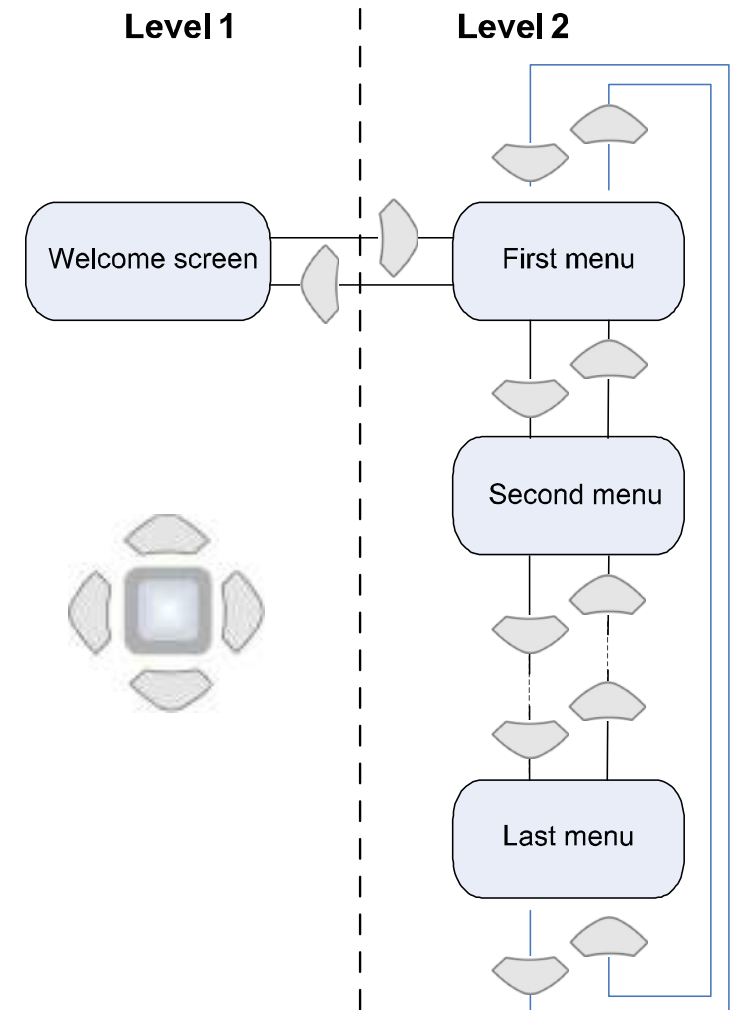 Level 1
Level 2
Welcome screen
First menu
Second menu
Last menu